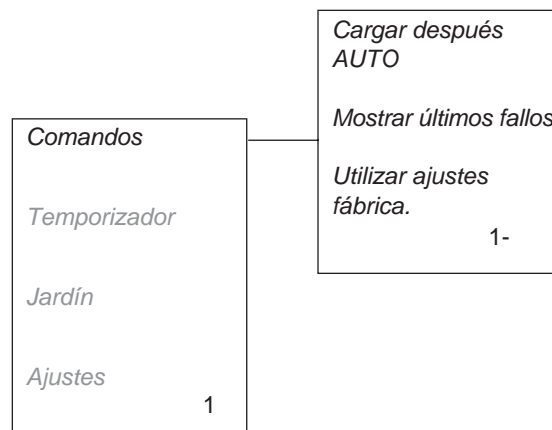 Comandos
Temporizador
Jardín
Ajustes
1
Cargar después
AUTO
Mostrar últimos fallos
Utilizar ajustes
fábrica.
1-